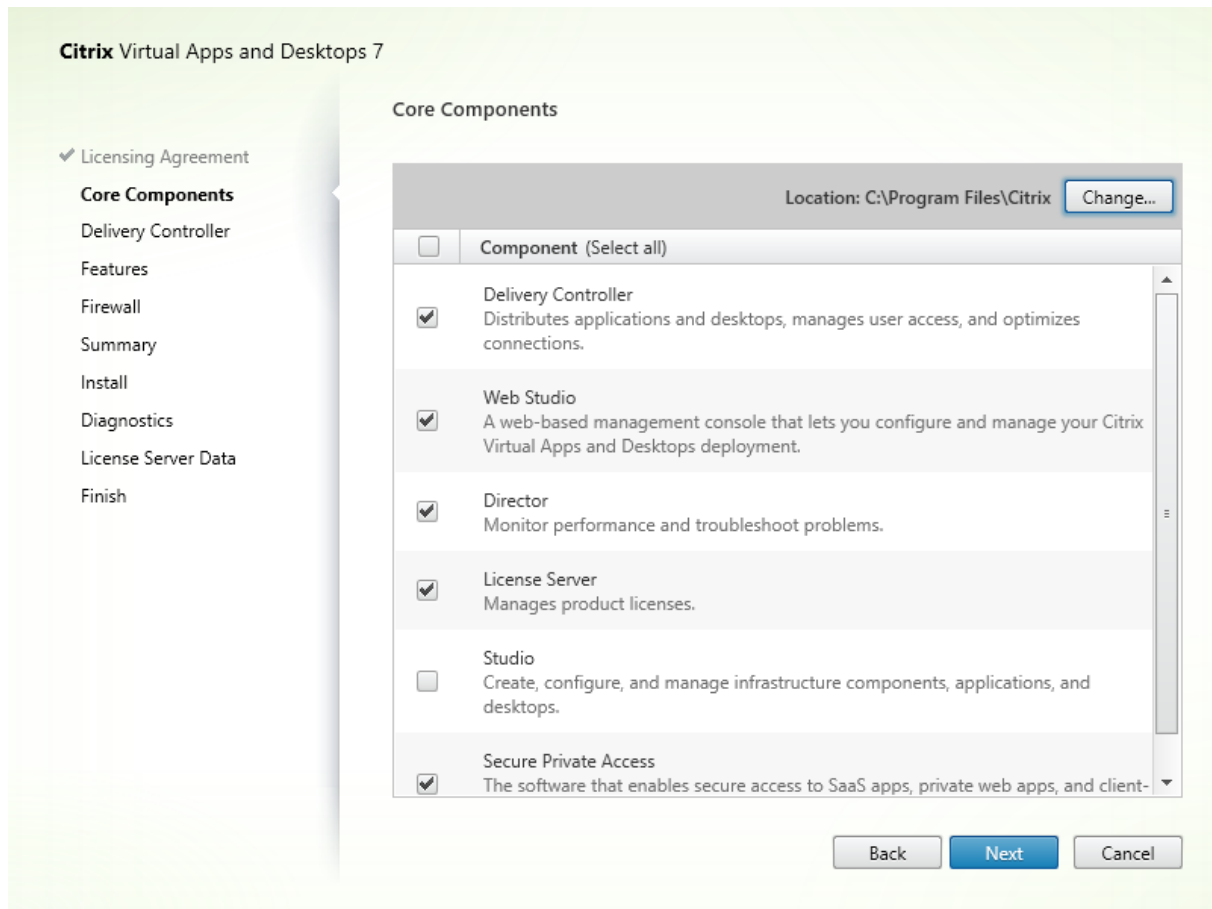 Citrix Virtual Apps and Desktops 7
Licensing Agreement
Core Components
Delivery Controller
Features
Firewall
Summary
Install
Diagnostics
License Server Data
Finish
Core Components
Location: C:\Program Files\Citrix
Change...
Component (Select all)
Delivery Controller
Distributes applications and desktops, manages user access, and optimizes
connections.
Web Studio
A web-based management console that lets you configure and manage your Citrix
Virtual Apps and Desktops deployment.
Director
Monitor performance and troubleshoot problems.
License Server
Manages product licenses.
Studio
Create, configure, and manage infrastructure components, applications, and
desktops.
Secure Private Access
The software that enables secure access to SaaS apps, private web apps, and client-
Back
Next
Cancel